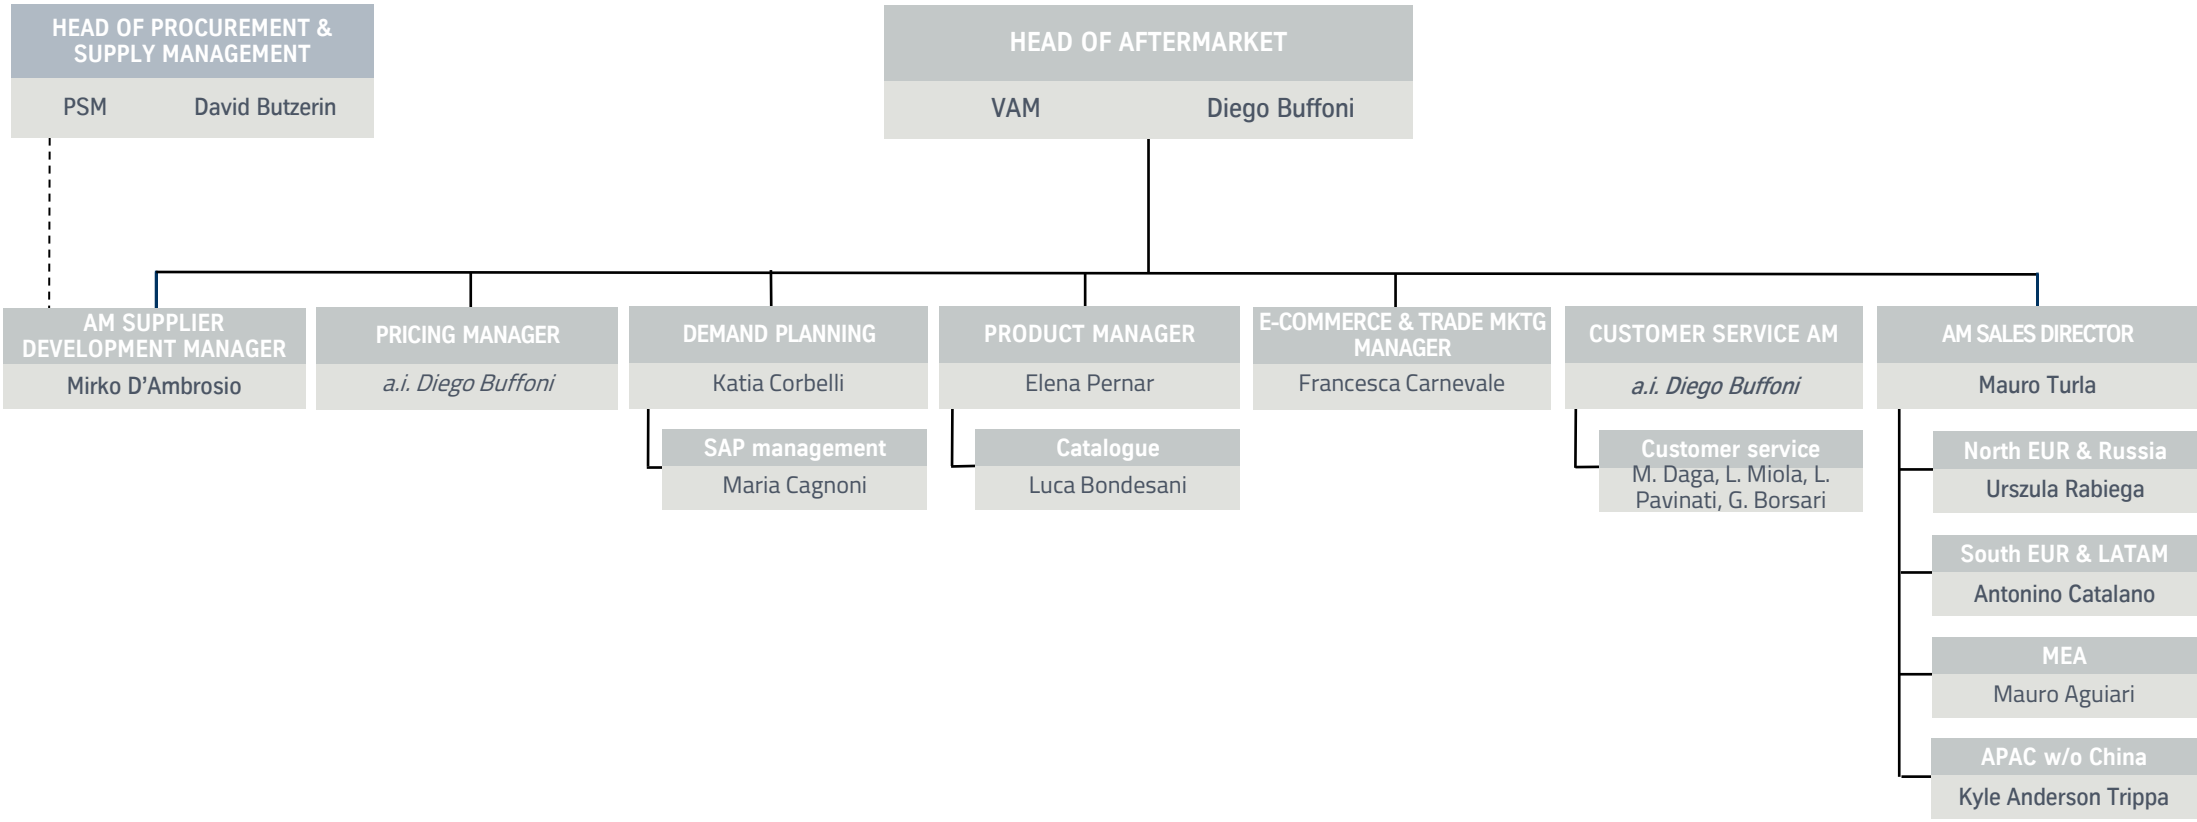 HEAD OF PROCUREMENT &
SUPPLY MANAGEMENT
PSM David Butzerin
HEAD OF AFTERMARKET
VAM Diego Buffoni
AM SUPPLIER
DEVELOPMENT MANAGER
Mirko D'Ambrosio
PRICING MANAGER
a.i. Diego Buffoni
DEMAND PLANNING
Katia Corbelli
SAP management
Maria Cagnoni
PRODUCT MANAGER
Elena Pernar
Catalogue
Luca Bondesani
E-COMMERCE & TRADE MKTG
MANAGER
Francesca Carnevale
CUSTOMER SERVICE AM
a.i. Diego Buffoni
Customer service
M. Daga, L. Miola, L.
Pavinati, G. Borsari
AM SALES DIRECTOR
Mauro Turla
North EUR & Russia
Urszula Rabiega
South EUR & LATAM
Antonino Catalano
MEA
Mauro Aguiari
APAC w/o China
Kyle Anderson Trippa